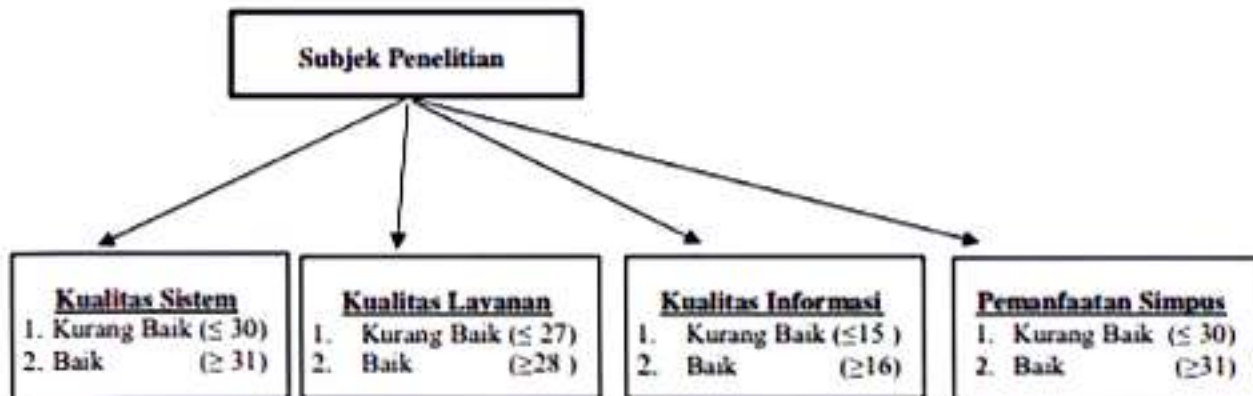 Subjek Penelitian
Kualitas Sistem
1. Kurang Baik (≤ 30)
2. Baik (≥ 31)
Kualitas Layanan
1. Kurang Baik (≤ 27)
2. Baik (≥28 )
Kualitas Informasi
1. Kurang Baik (≤15 )
2. Baik (≥16)
Pemanfaatan Simpus
1. Kurang Baik (≤ 30)
2. Baik (≥31)